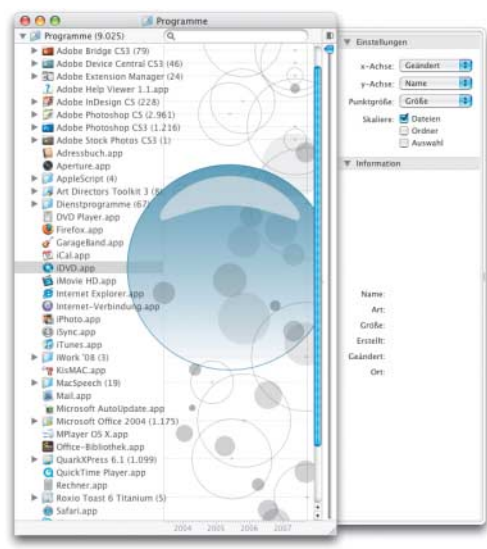 Programme
Programme (9.025)
Adobe Bridge CS3 (79)
Adobe Device Central CS3 (46)
Adobe Extension Manager (24)
Adobe Help Viewer 1.1.app
Adobe InDesign CS (228)
Adobe Photoshop CS (2.961)
Adobe Photoshop CS3 (1.216)
Adobe Stock Photos CS3 (1)
Adressbuch.app
Aperture.app
AppleScript (4)
Art Directors Toolkit 3 (8
Dienstprogramme (67)
DVD Player.app
Firefox.app
GarageBand.app
iCal.app
iDVD.app
iMovie HD.app
Internet Explorer.app
Internet-Verbindung.app
iPhoto.app
iSync.app
iTunes.app
iWork '08 (3)
KisMAC.app
MacSpeech (19)
Mail.app
Microsoft AutoUpdate.app
Microsoft Office 2004 (1.175)
MPlayer OS X.app
Office-Bibliothek.app
QuarkXPress 6.1 (1.099)
QuickTime Player.app
Rechner.app
Roxio Toast 6 Titanium (5)
Safari.app
2004 2005 2006 2007
Einstellungen
x-Achse: Geändert
y-Achse: Name
Punktgröße: Größe
Skaliere: Dateien
Ordner
Auswahl
Information
Name:
Art:
Größe:
Erstellt:
Geändert:
Ort: